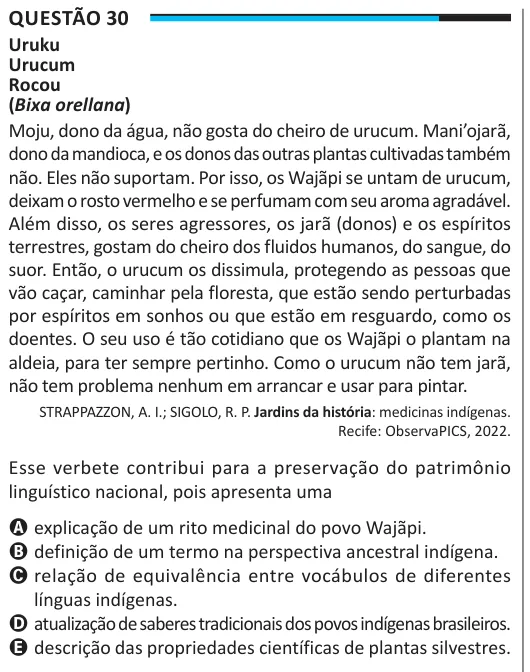 QUESTÃO 30
Uruku
Urucum
Rocou
(Bixa orellana)
Moju, dono da água, não gosta do cheiro de urucum. Mani’ojarã,
dono da mandioca, e os donos das outras plantas cultivadas também
não. Eles não suportam. Por isso, os Wajãpi se untam de urucum,
deixam o rosto vermelho e se perfumam com seu aroma agradável.
Além disso, os seres agressores, os jarã (donos) e os espíritos
terrestres, gostam do cheiro dos fluidos humanos, do sangue, do
suor. Então, o urucum os dissimula, protegendo as pessoas que
vão caçar, caminhar pela floresta, que estão sendo perturbadas
por espíritos em sonhos ou que estão em resguardo, como os
doentes. O seu uso é tão cotidiano que os Wajãpi o plantam na
aldeia, para ter sempre pertinho. Como o urucum não tem jarã,
não tem problema nenhum em arrancar e usar para pintar.
STRAPPAZZON, A. I.; SIGOLO, R. P. Jardins da história: medicinas indígenas.
Recife: ObservaPICS, 2022.
Esse verbete contribui para a preservação do patrimônio
linguístico nacional, pois apresenta uma
A explicação de um rito medicinal do povo Wajãpi.
B definição de um termo na perspectiva ancestral indígena.
C relação de equivalência entre vocábulos de diferentes
línguas indígenas.
D atualização de saberes tradicionais dos povos indígenas brasileiros.
E descrição das propriedades científicas de plantas silvestres.